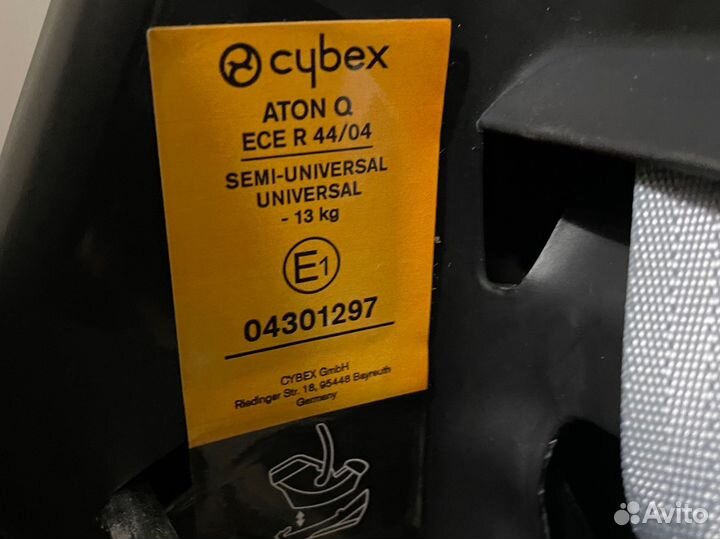 cybex
ATON Q
ECE R 44/04
SEMI-UNIVERSAL
UNIVERSAL
- 13 kg
E1
04301297
CYBEX GmbH
Riedinger Str. 18, 95448 Bayreuth
Germany
Avito